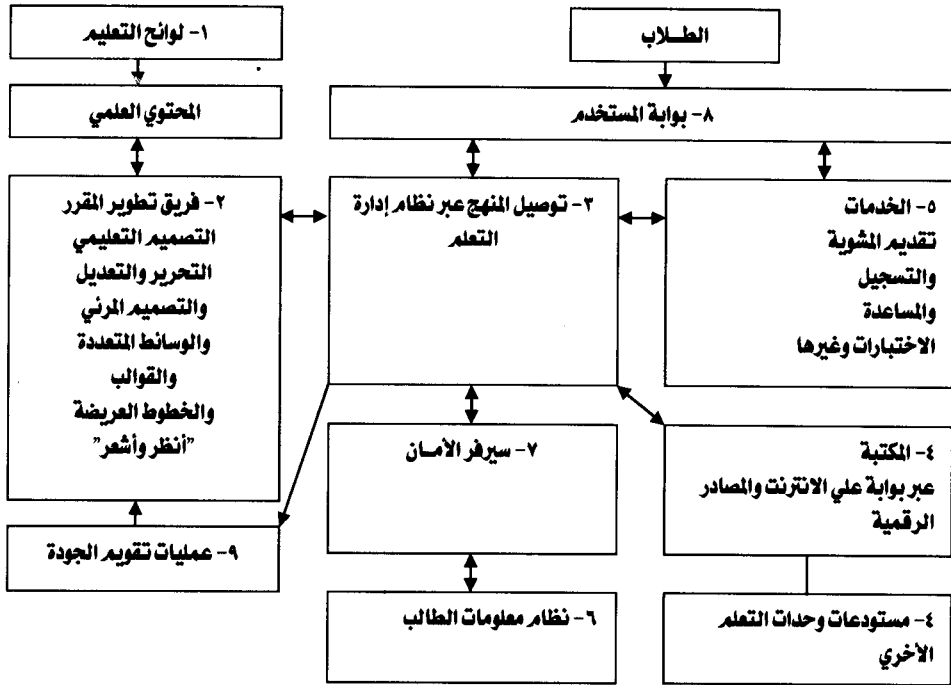 الطلاب
١- لوائح التعليم
٨- بوابة المستخدم
المحتوي العلمي
٥- الخدمات
تقديم المشوية
والتسجيل
والمساعدة
الاختبارات وغيرها
٣- توصيل المنهج عبر نظام إدارة
التعلم
٢- فريق تطوير المقرر
التصميم التعليمي
التحرير والتعديل
والتصميم المرئي
والوسائط المتعددة
والقوالب
والخطوط العريضة
"أنظر وأشعر"
٤- المكتبة
عبر بوابة علي الانترنت والمصادر
الرقمية
٧- سيرفر الأمان
٩- عمليات تقويم الجودة
٤- مستودعات وحدات التعلم
الأخري
٦- نظام معلومات الطالب